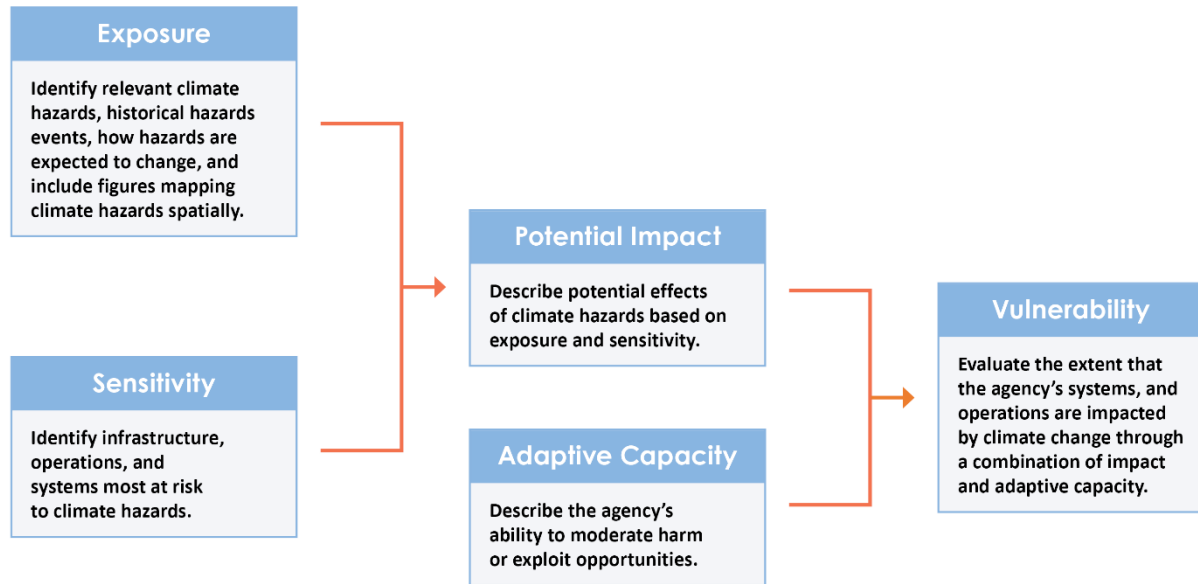 Exposure
Identify relevant climate
hazards, historical hazards
events, how hazards are
expected to change, and
include figures mapping
climate hazards spatially.
Sensitivity
Identify infrastructure,
operations, and
systems most at risk
to climate hazards.
Potential Impact
Describe potential effects
of climate hazards based on
exposure and sensitivity.
Adaptive Capacity
Describe the agency’s
ability to moderate harm
or exploit opportunities.
Vulnerability
Evaluate the extent that
the agency’s systems, and
operations are impacted
by climate change through
a combination of impact
and adaptive capacity.